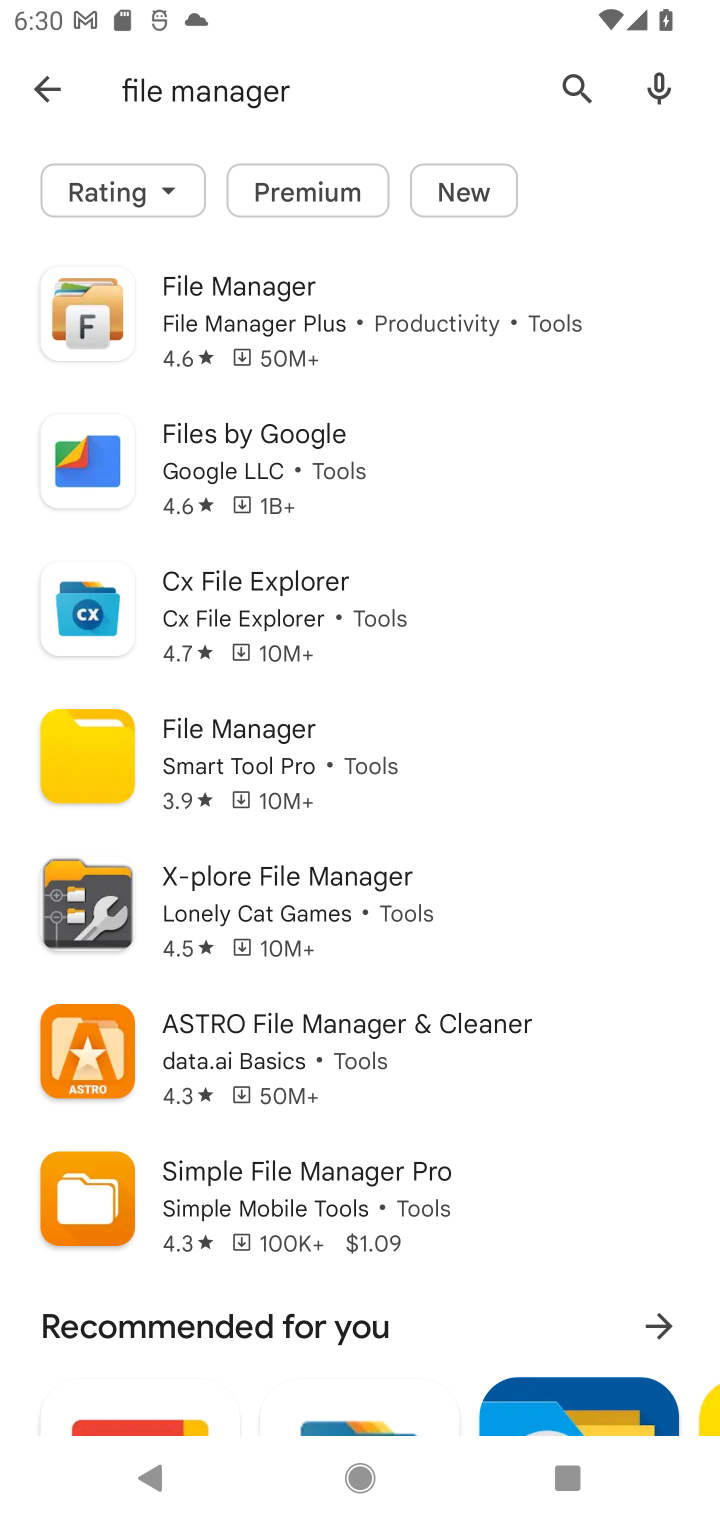 6:30
file manager
Rating Premium New
File Manager
File Manager Plus • Productivity • Tools
4.6★ 50M+
Files by Google
Google LLC • Tools
4.6★ 1B+
CX
Cx File Explorer
Cx File Explorer • Tools
4.7★ 10M+
File Manager
Smart Tool Pro • Tools
3.9★ 10M+
X-plore File Manager
Lonely Cat Games • Tools
4.5★ 10M+
ASTRO
ASTRO File Manager & Cleaner
data.ai Basics • Tools
4.3★ 50M+
Simple File Manager Pro
Simple Mobile Tools • Tools
4.3★ 100K+ $1.09
Recommended for you